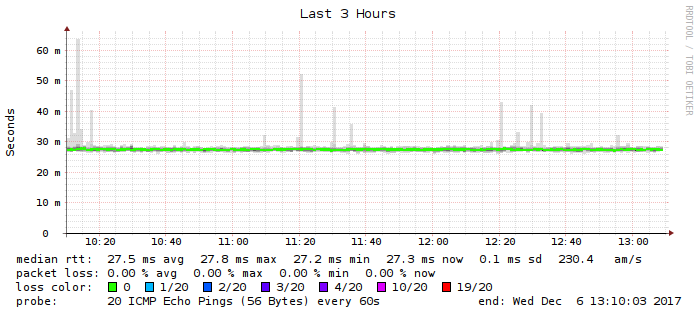 Last 3 Hours
RRDTOOL / TOBI OETIKER
Seconds
60 m
50 m
40 m
30 m
20 m
10 m
0
10:20 10:40 11:00 11:20 11:40 12:00 12:20 12:40 13:00
median rtt: 27.5 ms avg 27.8 ms max 27.2 ms min 27.3 ms now 0.1 ms sd 230.4 am/s
packet loss: 0.00 % avg 0.00 % max 0.00 % min 0.00 % now
loss color: 0 1/20 2/20 3/20 4/20 10/20 19/20
probe: 20 ICMP Echo Pings (56 Bytes) every 60s end: Wed Dec 6 13:10:03 2017